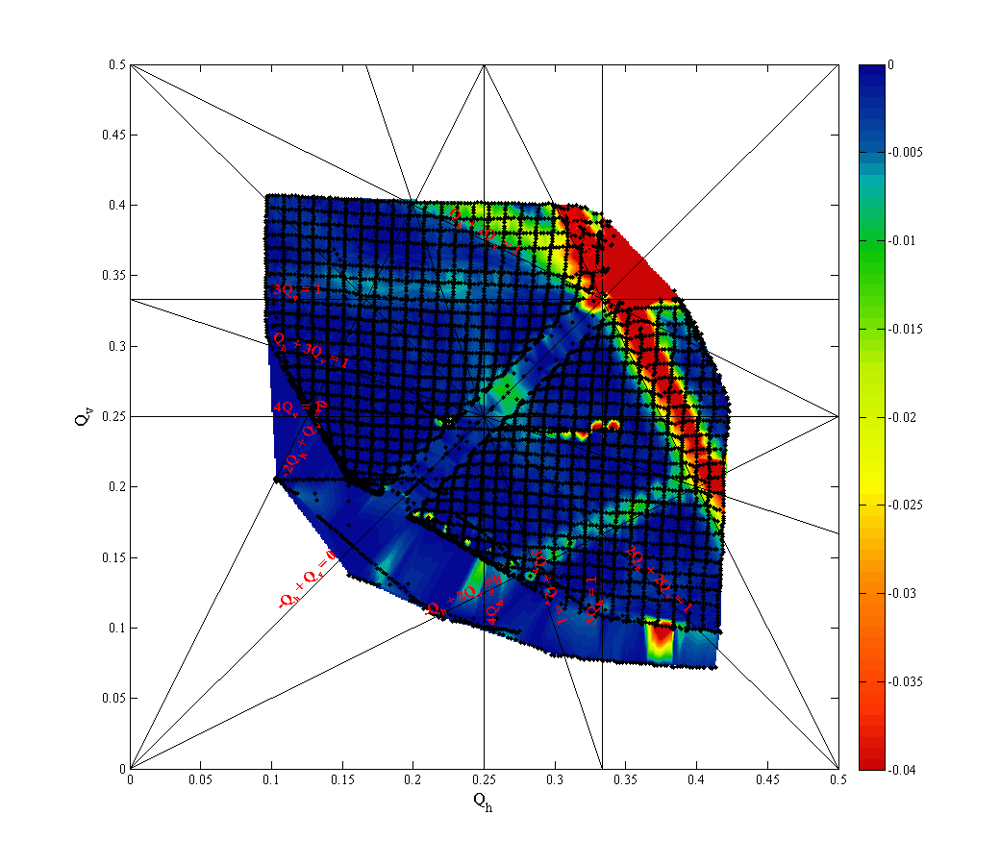 0.5
0.45
0.4
0.35
0.3
0.25
0.2
0.15
0.1
0.05
0
0 0.05 0.1 0.15 0.2 0.25 0.3 0.35 0.4 0.45 0.5
Q_v
Q_h
3Q_v = 1
Q_h + 3Q_v = 1
4Q_v = 1
-Q_h + Q_v = 0
4Q_h
3Q_h = 1
0
-0.005
-0.01
-0.015
-0.02
-0.025
-0.03
-0.035
-0.04